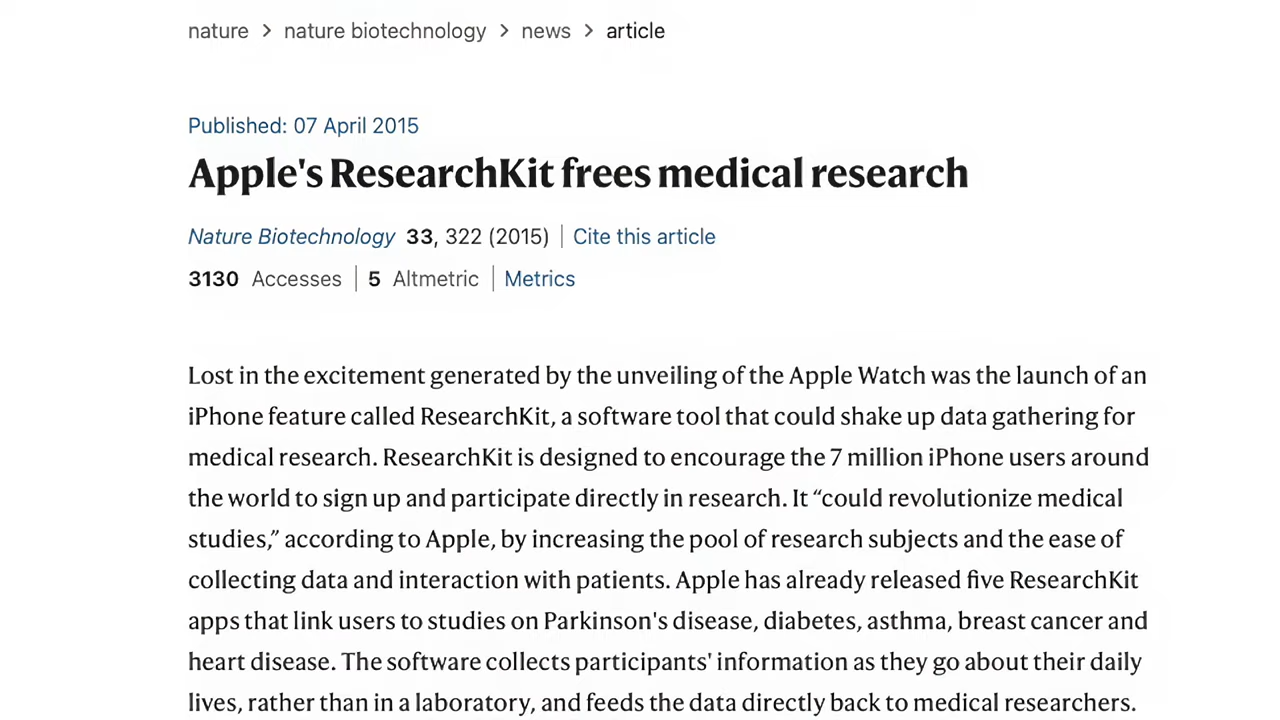 nature > nature biotechnology > news > article
Published: 07 April 2015
Apple's ResearchKit frees medical research
Nature Biotechnology 33, 322 (2015) | Cite this article
3130 Accesses | 5 Altmetric | Metrics
Lost in the excitement generated by the unveiling of the Apple Watch was the launch of an
iPhone feature called ResearchKit, a software tool that could shake up data gathering for
medical research. ResearchKit is designed to encourage the 7 million iPhone users around
the world to sign up and participate directly in research. It “could revolutionize medical
studies,” according to Apple, by increasing the pool of research subjects and the ease of
collecting data and interaction with patients. Apple has already released five ResearchKit
apps that link users to studies on Parkinson's disease, diabetes, asthma, breast cancer and
heart disease. The software collects participants' information as they go about their daily
lives, rather than in a laboratory, and feeds the data directly back to medical researchers.